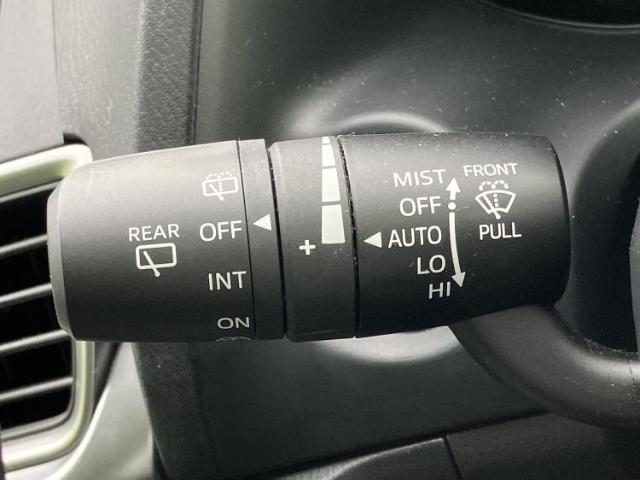 REAR
OFF
INT
ON
+
MIST
OFF
AUTO
LO
HI
FRONT
PULL